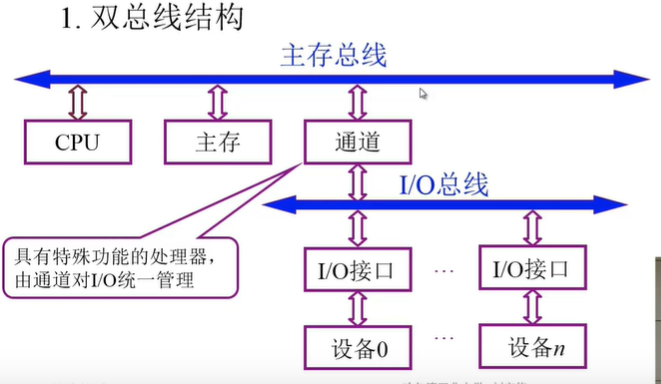 1. 双总线结构
主存总线
CPU
主存
通道
I/O总线
具有特殊功能的处理器，
由通道对I/O统一管理
I/O接口
…
I/O接口
设备0
…
设备n